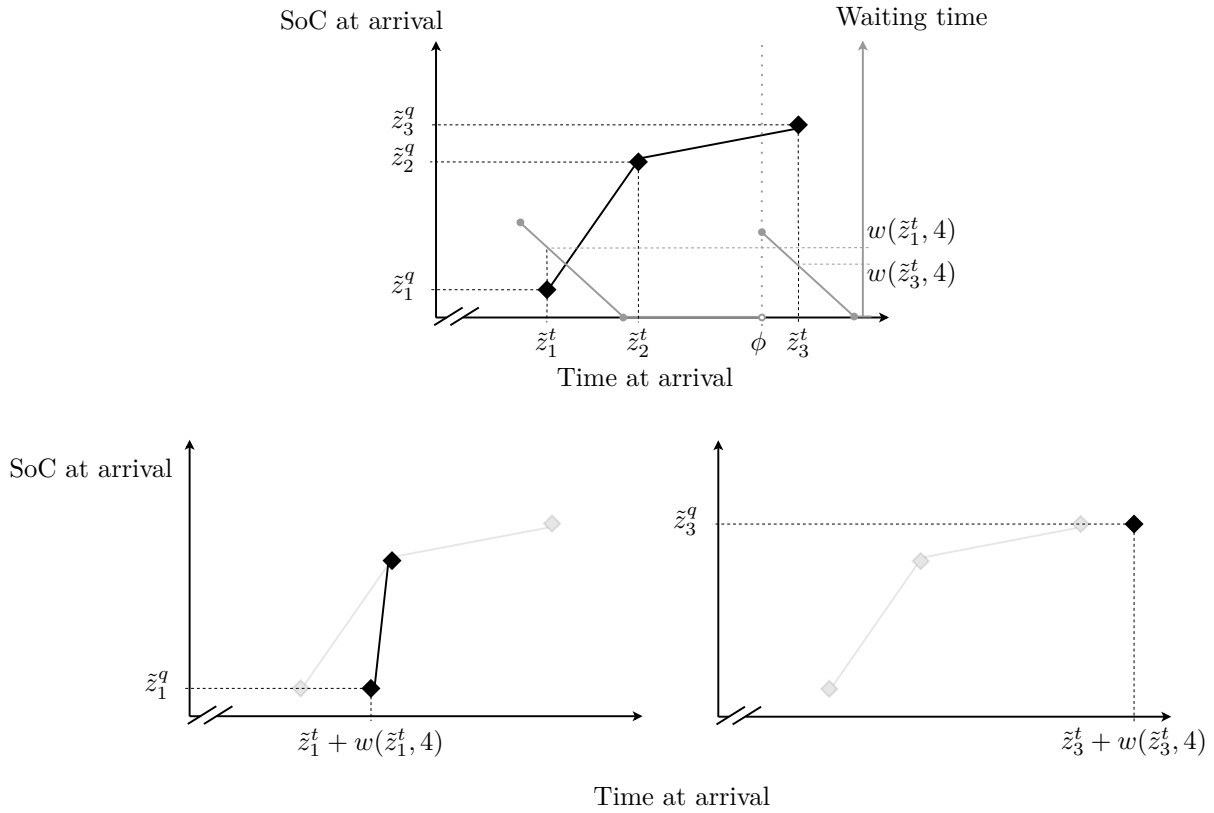 SoC at arrival
Waiting time
z̃₃^q
z̃₂^q
w(z̃₁^t, 4)
w(z̃₃^t, 4)
z̃₁^q
z̃₁^t z̃₂^t ϕ z̃₃^t
Time at arrival
SoC at arrival
z̃₃^q
z̃₁^q
z̃₁^t + w(z̃₁^t, 4)
z̃₃^t + w(z̃₃^t, 4)
Time at arrival